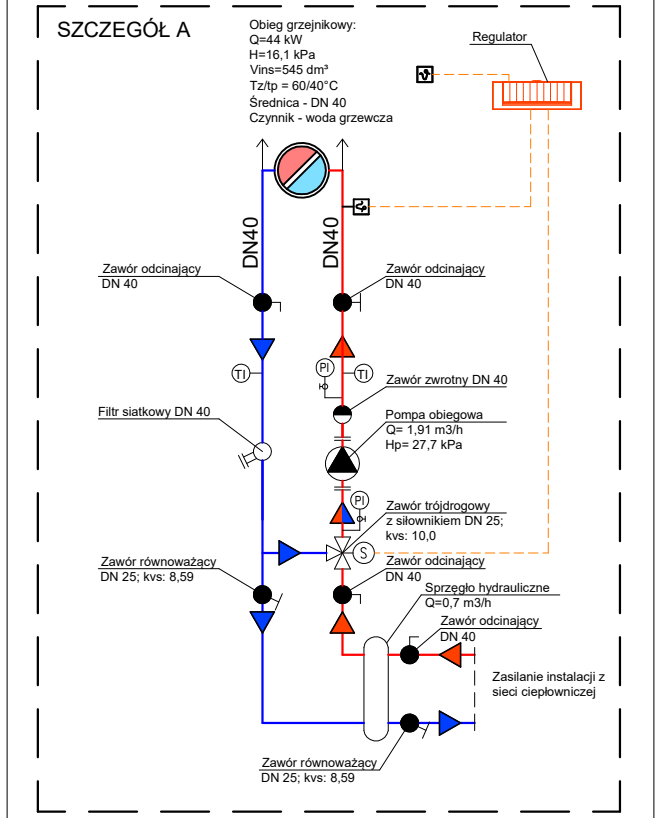 SZCZEGÓŁ A
Obieg grzejnikowy:
Q=44 kW
H=16,1 kPa
Vins=545 dm³
Tz/tp = 60/40°C
Średnica - DN 40
Czynnik - woda grzewcza
Regulator
DN40
DN40
Zawór odcinający
DN 40
Zawór odcinający
DN 40
TI
PI
TI
Zawór zwrotny DN 40
Filtr siatkowy DN 40
Pompa obiegowa
Q= 1,91 m3/h
Hp= 27,7 kPa
PI
Zawór trójdrogowy
z siłownikiem DN 25;
kvs: 10,0
S
Zawór równoważący
DN 25; kvs: 8,59
Zawór odcinający
DN 40
Sprzęgło hydrauliczne
Q=0,7 m3/h
Zawór odcinający
DN 40
Zasilanie instalacji z
sieci ciepłowniczej
Zawór równoważący
DN 25; kvs: 8,59